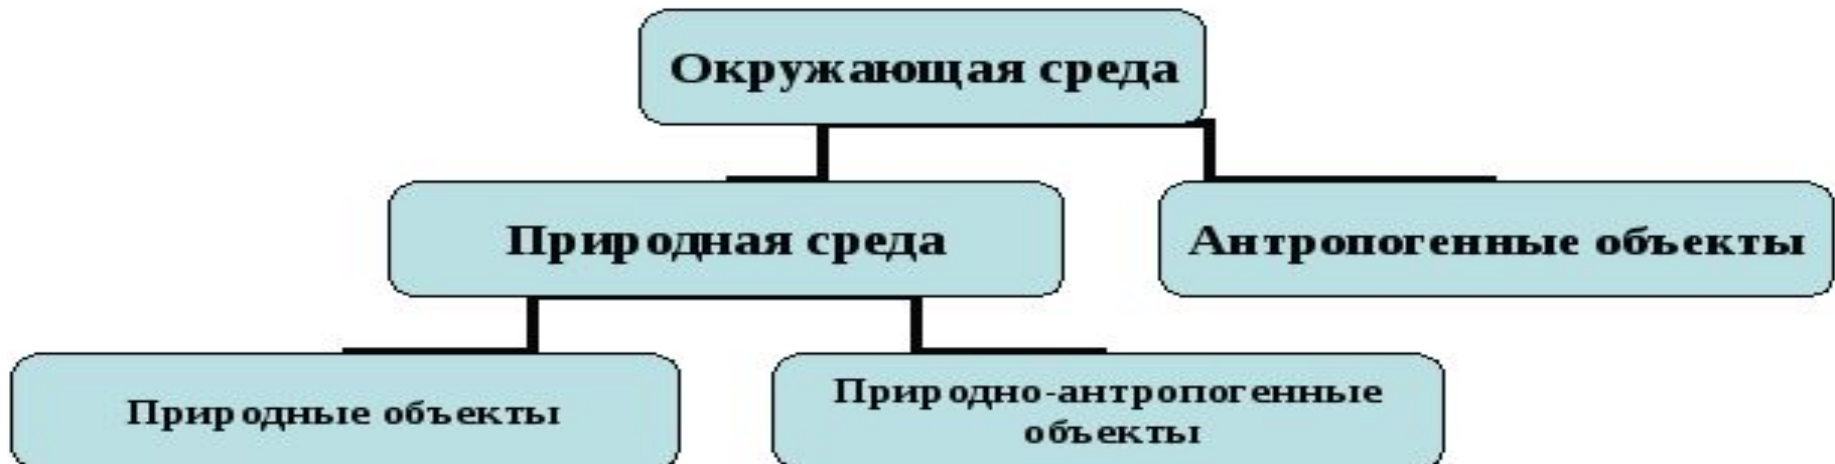 Окружающая среда
Природная среда
Антропогенные объекты
Природные объекты
Природно-антропогенные
объекты